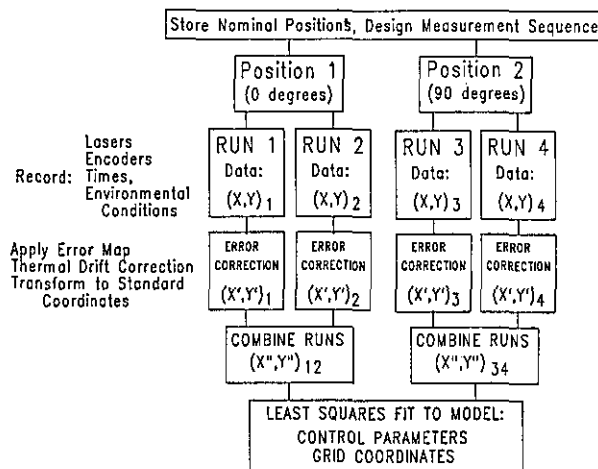 Store Nominal Positions, Design Measurement Sequence
Position 1
(0 degrees)
Position 2
(90 degrees)
Record:
Lasers
Encoders
Times,
Environmental
Conditions
RUN 1
Data:
(X,Y)1
RUN 2
Data:
(X,Y)2
RUN 3
Data:
(X,Y)3
RUN 4
Data:
(X,Y)4
Apply Error Map
Thermal Drift Correction
Transform to Standard
Coordinates
ERROR
CORRECTION
(X',Y')1
ERROR
CORRECTION
(X',Y')2
ERROR
CORRECTION
(X',Y')3
ERROR
CORRECTION
(X',Y')4
COMBINE RUNS
(X",Y")12
COMBINE RUNS
(X",Y")34
LEAST SQUARES FIT TO MODEL:
CONTROL PARAMETERS
GRID COORDINATES